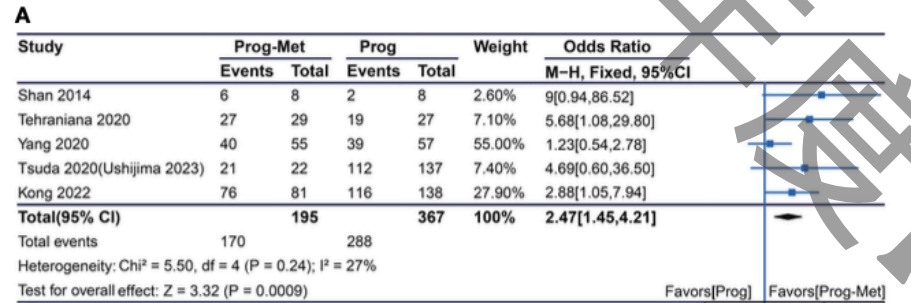 A
Study Prog-Met Prog Weight Odds Ratio
Events Total Events Total M-H, Fixed, 95%CI
Shan 2014 6 8 2 8 2.60% 9[0.94,86.52]
Tehraniana 2020 27 29 19 27 7.10% 5.68[1.08,29.80]
Yang 2020 40 55 39 57 55.00% 1.23[0.54,2.78]
Tsuda 2020(Ushijima 2023) 21 22 112 137 7.40% 4.69[0.60,36.50]
Kong 2022 76 81 116 138 27.90% 2.88[1.05,7.94]
Total(95% CI) 195 367 100% 2.47[1.45,4.21]
Total events 170 288
Heterogeneity: Chi² = 5.50, df = 4 (P = 0.24); I² = 27%
Test for overall effect: Z = 3.32 (P = 0.0009) Favors[Prog] Favors[Prog-Met]